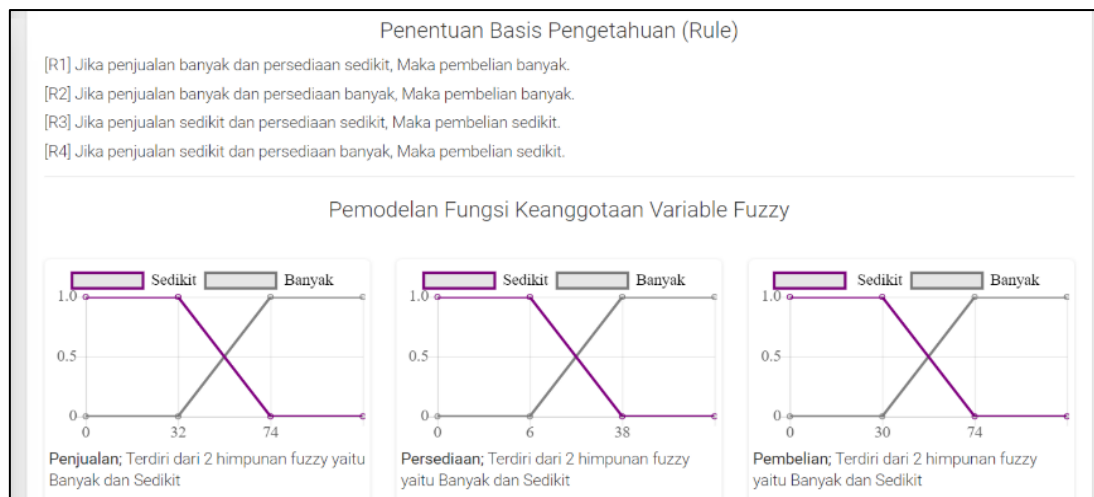 Penentuan Basis Pengetahuan (Rule)
[R1] Jika penjualan banyak dan persediaan sedikit, Maka pembelian banyak.
[R2] Jika penjualan banyak dan persediaan banyak, Maka pembelian banyak.
[R3] Jika penjualan sedikit dan persediaan sedikit, Maka pembelian sedikit.
[R4] Jika penjualan sedikit dan persediaan banyak, Maka pembelian sedikit.
Pemodelan Fungsi Keanggotaan Variable Fuzzy
Sedikit Banyak
1.0
0.5
0
0 32 74
Penjualan; Terdiri dari 2 himpunan fuzzy yaitu
Banyak dan Sedikit
Sedikit Banyak
1.0
0.5
0
0 6 38
Persediaan; Terdiri dari 2 himpunan fuzzy
yaitu Banyak dan Sedikit
Sedikit Banyak
1.0
0.5
0
0 30 74
Pembelian; Terdiri dari 2 himpunan fuzzy
yaitu Banyak dan Sedikit